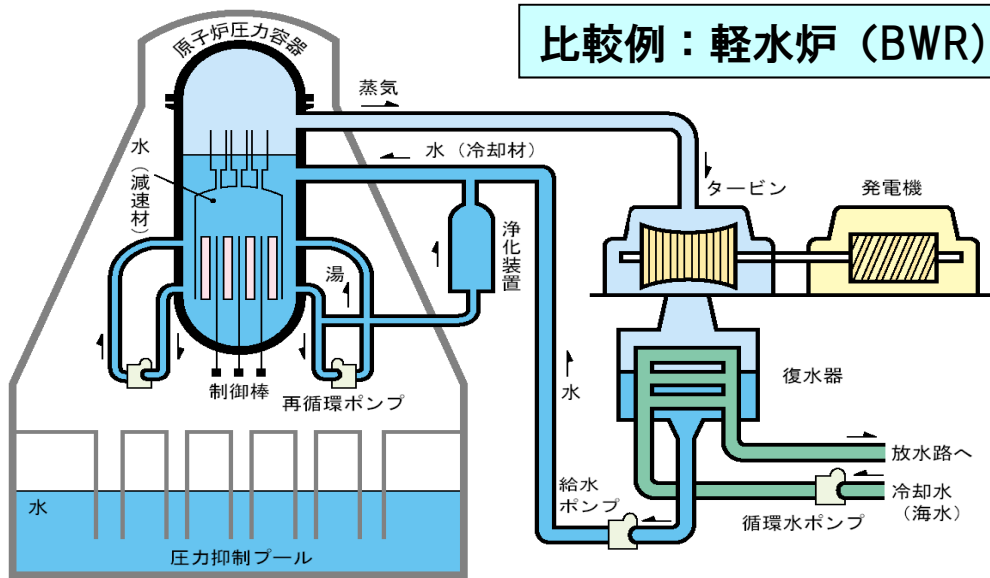 比較例：軽水炉（BWR）
原子炉圧力容器
蒸気
水（減速材）
水（冷却材）
タービン
発電機
浄化装置
湯
制御棒
再循環ポンプ
水
復水器
放水路へ
冷却水
（海水）
循環水ポンプ
給水
ポンプ
水
圧力抑制プール